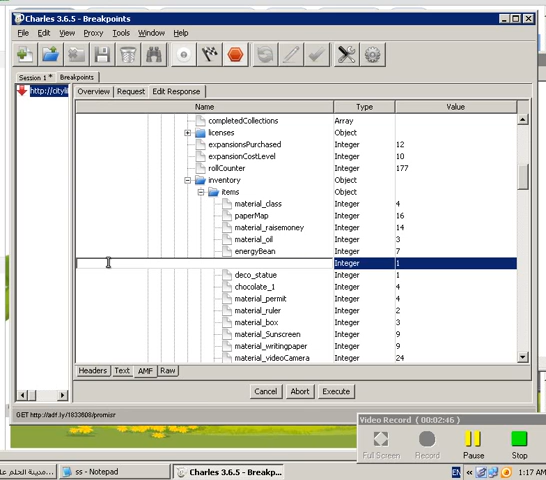 Charles 3.6.5 - Breakpoints
File Edit View Proxy Tools Window Help
Session 1 * Breakpoints
http://cityli
Overview Request Edit Response
Name Type Value
completedCollections Array
licenses Object
expansionsPurchased Integer 12
expansionCostLevel Integer 10
rollCounter Integer 177
inventory Object
items Object
material_class Integer 4
paperMap Integer 16
material_raisemoney Integer 14
material_oil Integer 3
energyBean Integer 7
Integer 1
deco_statue Integer 1
chocolate_1 Integer 4
material_permit Integer 4
material_ruler Integer 2
material_box Integer 3
material_Sunscreen Integer 9
material_writingpaper Integer 9
material_videoCamera Integer 24
Headers Text AMF Raw
Cancel Abort Execute
GET http://adf.ly/1833608/promisr
Video Record ( 00:02:46 )
Full Screen Record Pause Stop
مدينة الحلم علـ...
ss - Notepad
Charles 3.6.5 - Breakp...
EN
1:17 AM